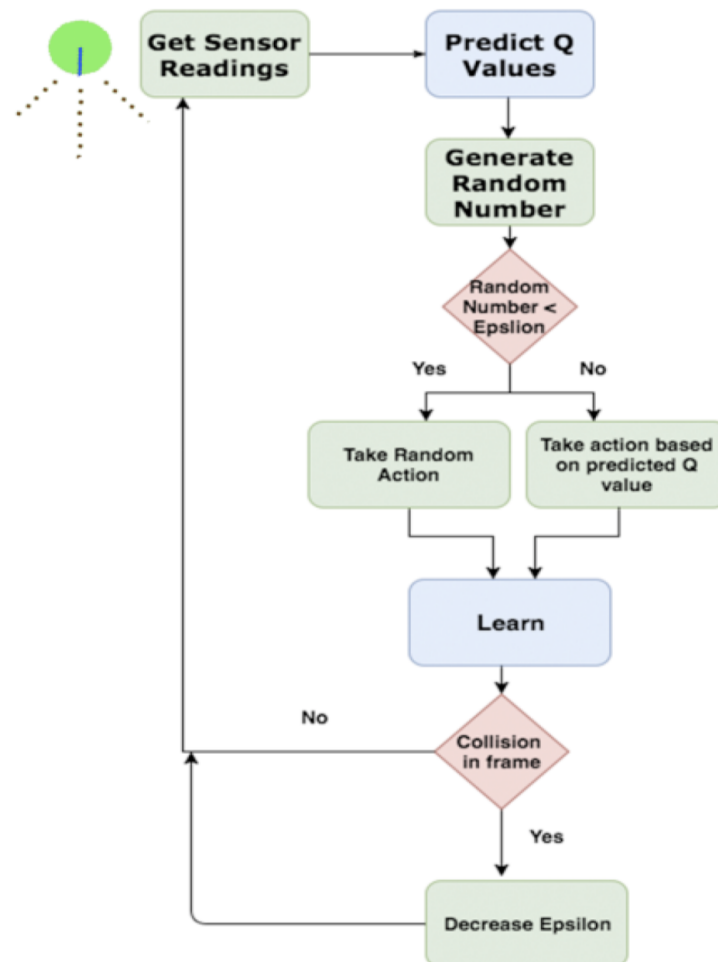 Get Sensor
Readings
Predict Q
Values
Generate
Random
Number
Random
Number <
Epslion
Yes
No
Take Random
Action
Take action based
on predicted Q
value
Learn
No
Collision
in frame
Yes
Decrease Epsilon